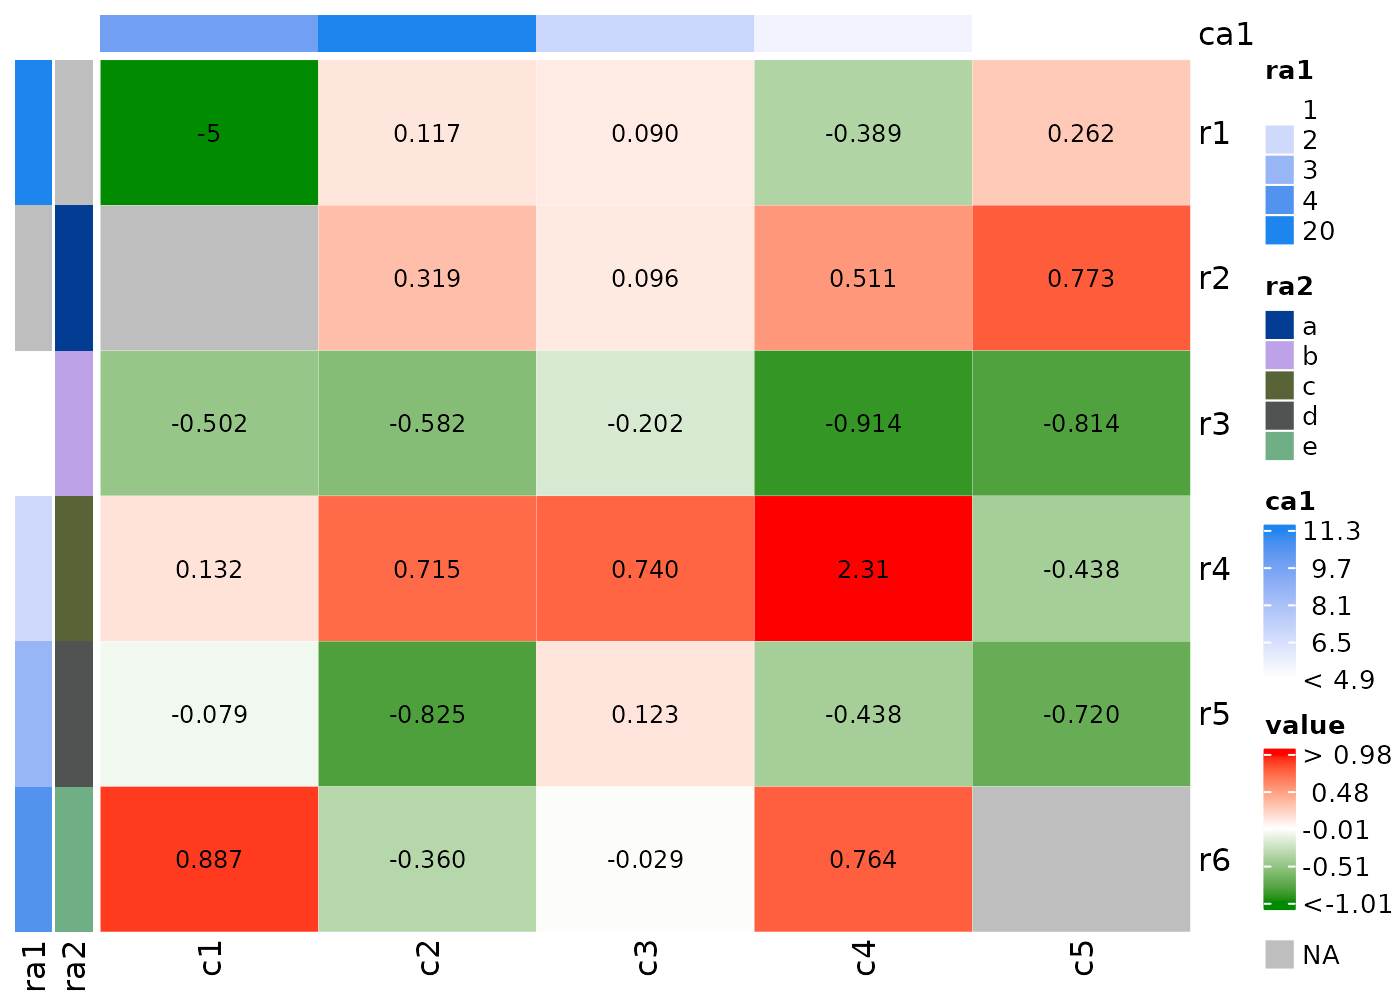 ca1
-5 0.117 0.090 -0.389 0.262 r1
0.319 0.096 0.511 0.773 r2
-0.502 -0.582 -0.202 -0.914 -0.814 r3
0.132 0.715 0.740 2.31 -0.438 r4
-0.079 -0.825 0.123 -0.438 -0.720 r5
0.887 -0.360 -0.029 0.764 r6
ra1 ra2 c1 c2 c3 c4 c5
ra1
1
2
3
4
20
ra2
a
b
c
d
e
ca1
11.3
9.7
8.1
6.5
< 4.9
value
> 0.98
0.48
-0.01
-0.51
<-1.01
NA